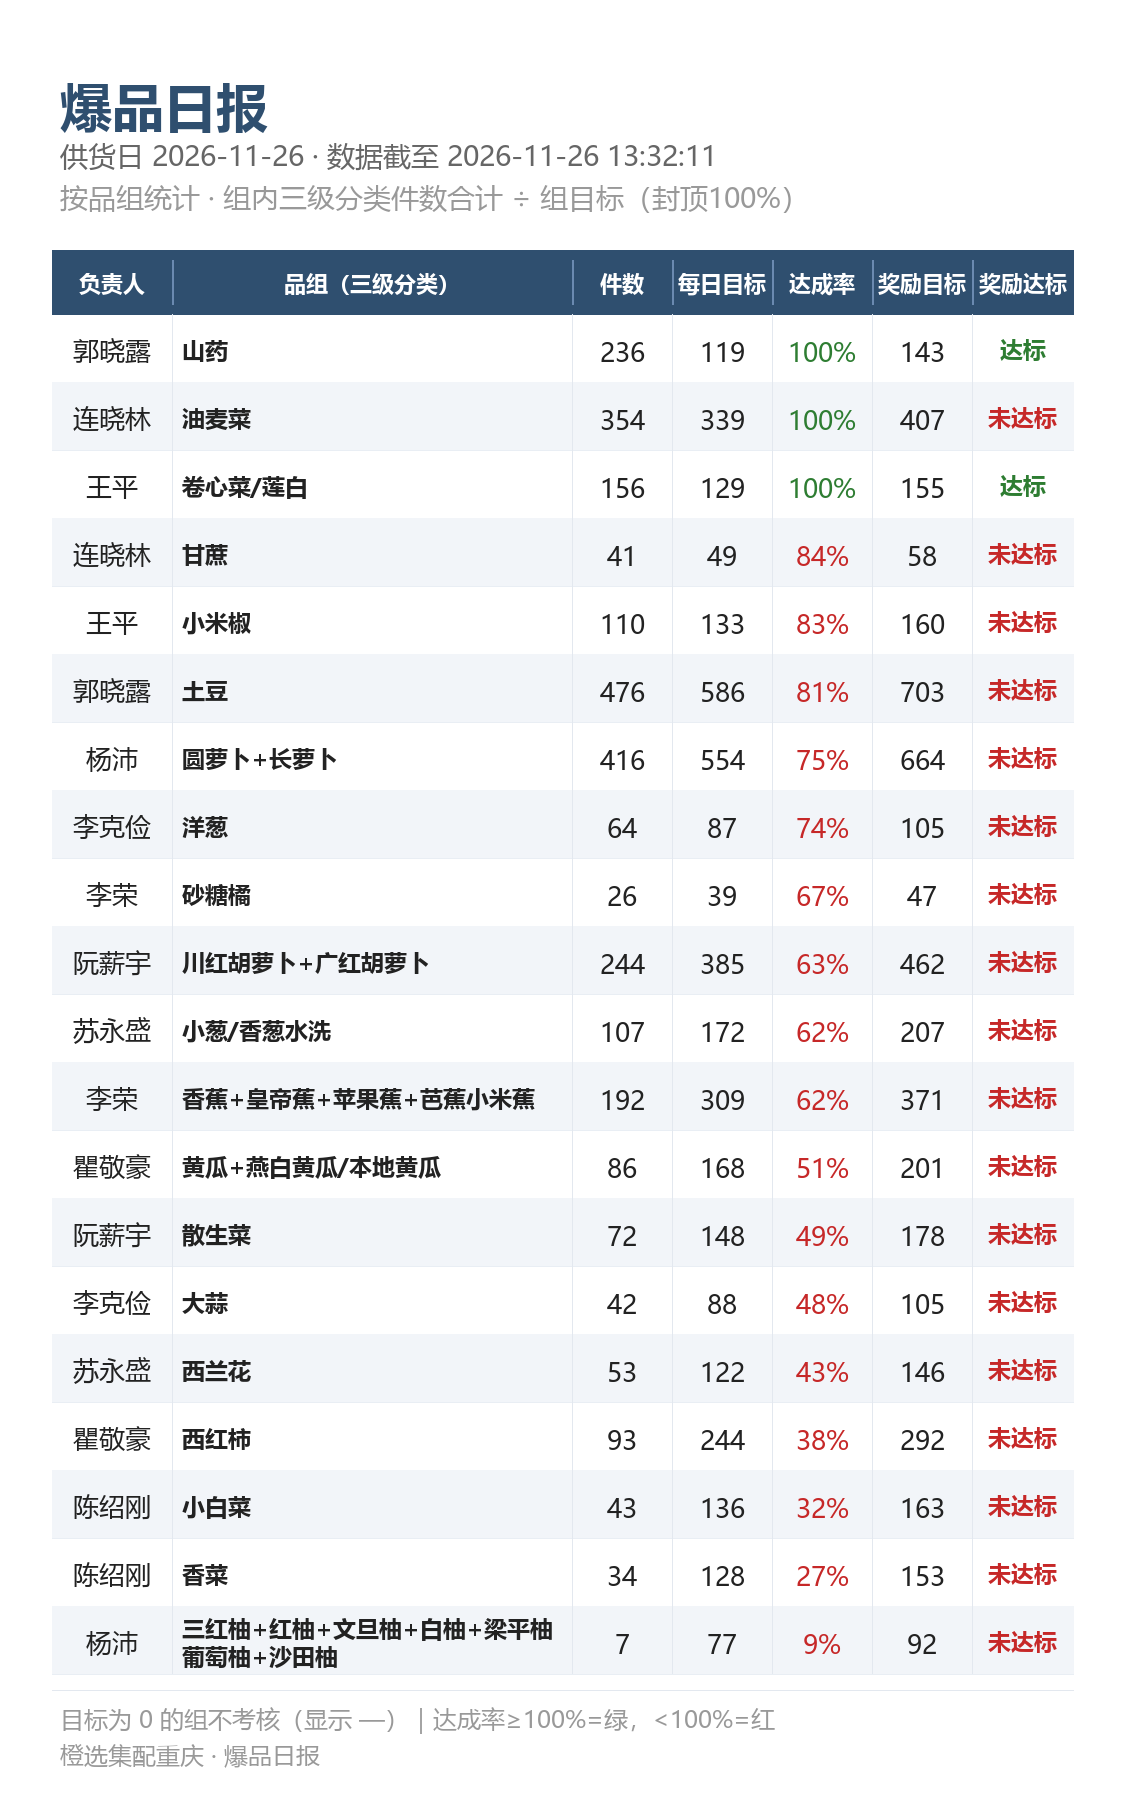 爆品日报
供货日 2026-11-26 · 数据截至 2026-11-26 13:32:11
按品组统计 · 组内三级分类件数合计 ÷ 组目标（封顶100%）
负责人 品组（三级分类） 件数 每日目标 达成率 奖励目标 奖励达标
郭晓露 山药 236 119 100% 143 达标
连晓林 油麦菜 354 339 100% 407 未达标
王平 卷心菜/莲白 156 129 100% 155 达标
连晓林 甘蔗 41 49 84% 58 未达标
王平 小米椒 110 133 83% 160 未达标
郭晓露 土豆 476 586 81% 703 未达标
杨沛 圆萝卜+长萝卜 416 554 75% 664 未达标
李克俭 洋葱 64 87 74% 105 未达标
李荣 砂糖橘 26 39 67% 47 未达标
阮薪宇 川红胡萝卜+广红胡萝卜 244 385 63% 462 未达标
苏永盛 小葱/香葱水洗 107 172 62% 207 未达标
李荣 香蕉+皇帝蕉+苹果蕉+芭蕉小米蕉 192 309 62% 371 未达标
瞿敬豪 黄瓜+燕白黄瓜/本地黄瓜 86 168 51% 201 未达标
阮薪宇 散生菜 72 148 49% 178 未达标
李克俭 大蒜 42 88 48% 105 未达标
苏永盛 西兰花 53 122 43% 146 未达标
瞿敬豪 西红柿 93 244 38% 292 未达标
陈绍刚 小白菜 43 136 32% 163 未达标
陈绍刚 香菜 34 128 27% 153 未达标
杨沛 三红柚+红柚+文旦柚+白柚+梁平柚 7 77 9% 92 未达标
葡萄柚+沙田柚
目标为 0 的组不考核（显示 —）｜达成率≥100%=绿，<100%=红
橙选集配重庆 · 爆品日报